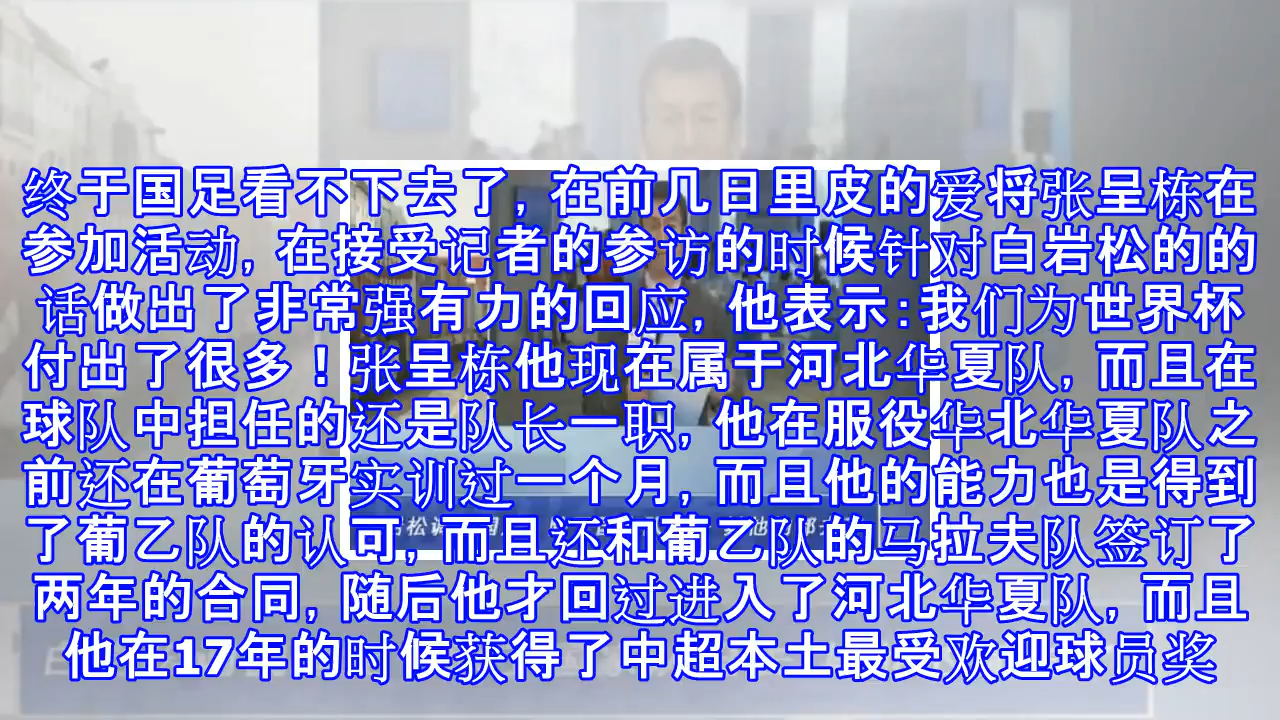 终于国足看不下去了,在前几日里皮的爱将张呈栋在
参加活动,在接受记者的参访的时候针对白岩松的的
话做出了非常强有力的回应,他表示:我们为世界杯
付出了很多！张呈栋他现在属于河北华夏队,而且在
球队中担任的还是队长一职,他在服役华北华夏队之
前还在葡萄牙实训过一个月,而且他的能力也是得到
了葡乙队的认可,而且还和葡乙队的马拉夫队签订了
两年的合同,随后他才回过进入了河北华夏队,而且
他在17年的时候获得了中超本土最受欢迎球员奖